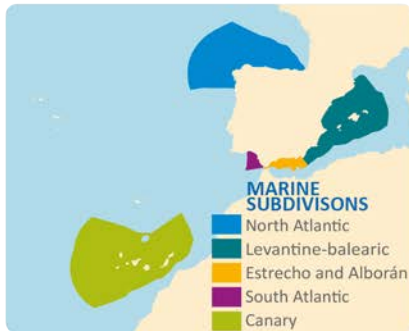 MARINE
SUBDIVISONS
North Atlantic
Levantine-balearic
Estrecho and Alborán
South Atlantic
Canary